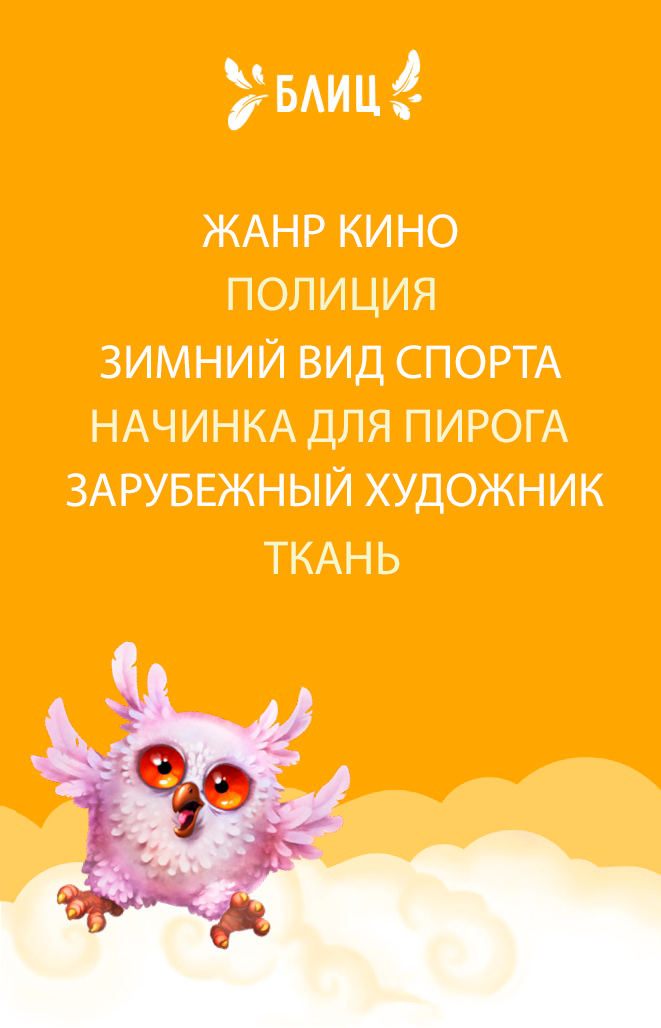 БЛИЦ
ЖАНР КИНО
ПОЛИЦИЯ
ЗИМНИЙ ВИД СПОРТА
НАЧИНКА ДЛЯ ПИРОГА
ЗАРУБЕЖНЫЙ ХУДОЖНИК
ТКАНЬ